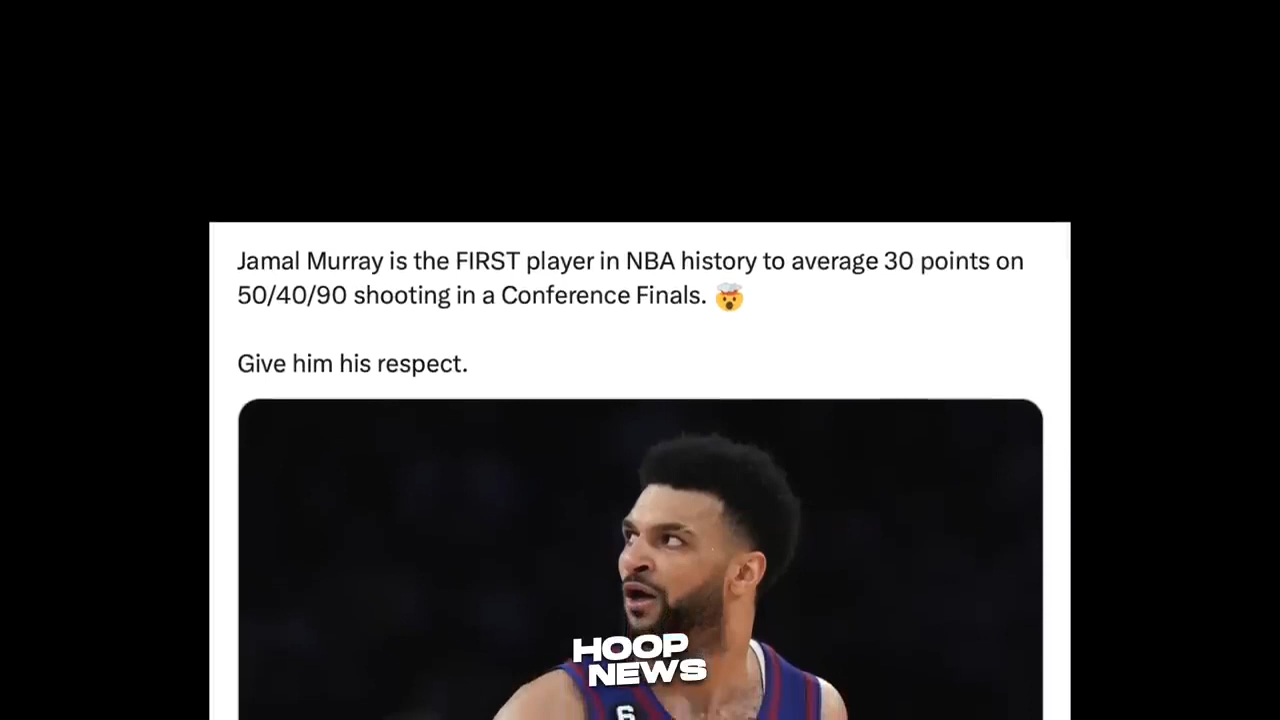 Jamal Murray is the FIRST player in NBA history to average 30 points on
50/40/90 shooting in a Conference Finals. 🤯
Give him his respect.
HOOP
NEWS
6